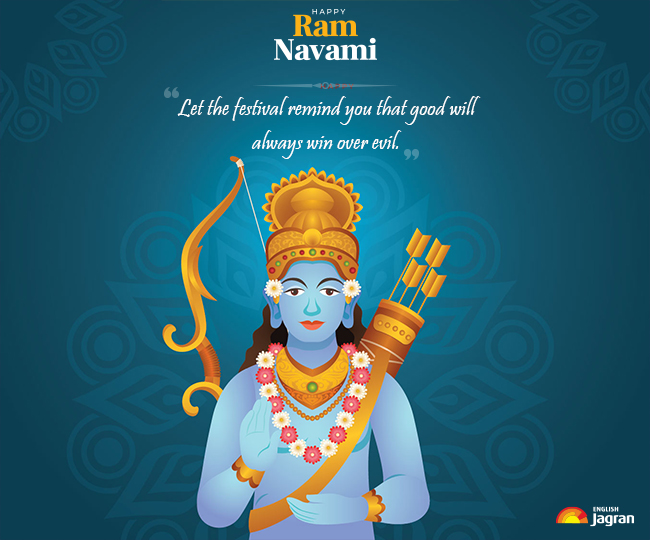 HAPPY
Ram
Navami
“Let the festival remind you that good will
always win over evil.”
ENGLISH
Jagran